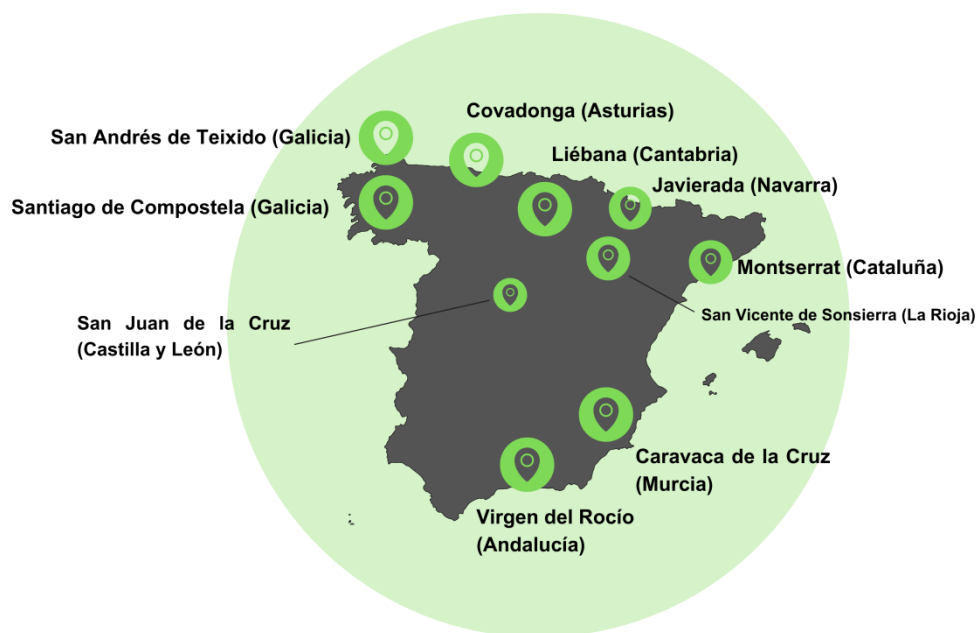 Covadonga (Asturias)
San Andrés de Teixido (Galicia)
Liébana (Cantabria)
Javierada (Navarra)
Santiago de Compostela (Galicia)
Montserrat (Cataluña)
San Vicente de Sonsierra (La Rioja)
San Juan de la Cruz
(Castilla y León)
Caravaca de la Cruz
(Murcia)
Virgen del Rocío
(Andalucía)